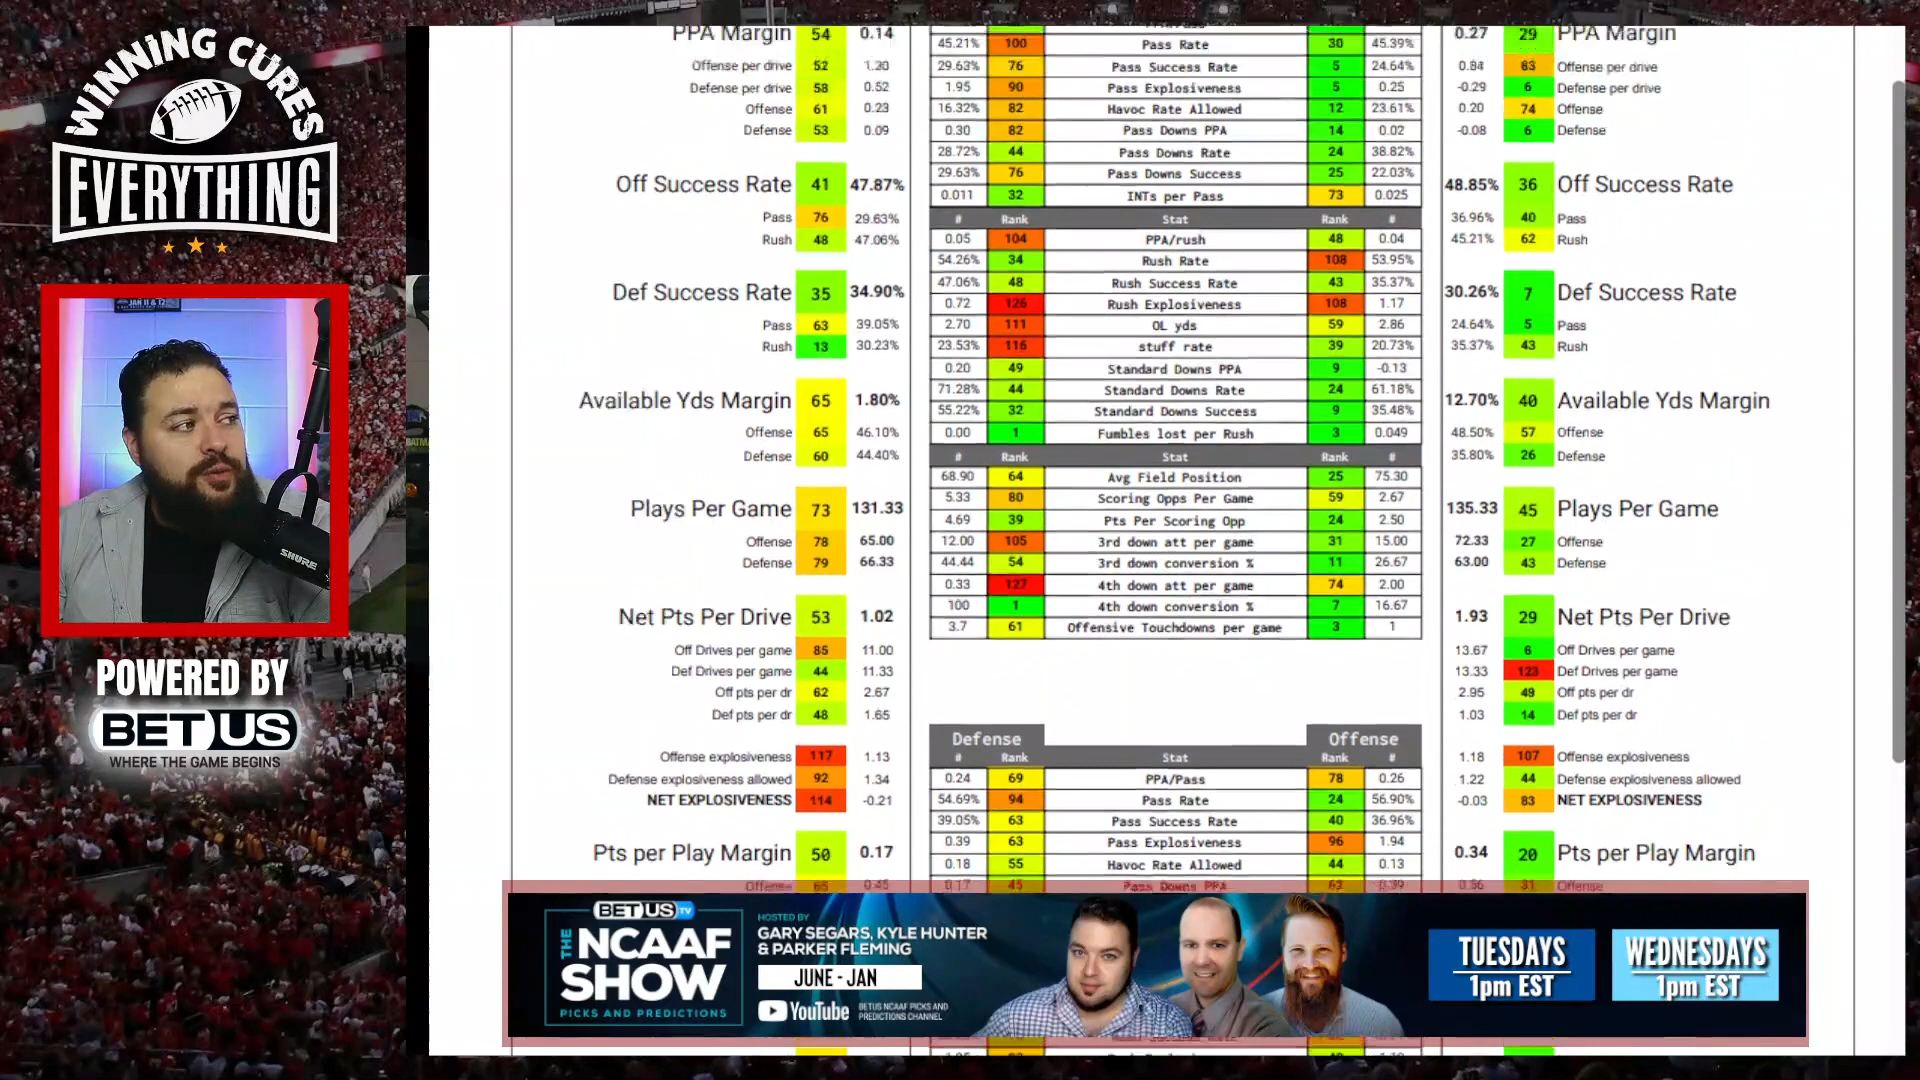 WINNING CURES
EVERYTHING
JAN 11 & 12
SHURE
POWERED BY
BETUS
WHERE THE GAME BEGINS
PPA Margin 54 0.14
Offense per drive 52 1.30
Defense per drive 58 0.52
Offense 61 0.23
Defense 53 0.09
Off Success Rate 41 47.87%
Pass 76 29.63%
Rush 48 47.06%
Def Success Rate 35 34.90%
Pass 63 39.05%
Rush 13 30.23%
Available Yds Margin 65 1.80%
Offense 65 46.10%
Defense 60 44.40%
Plays Per Game 73 131.33
Offense 78 65.00
Defense 79 66.33
Net Pts Per Drive 53 1.02
Off Drives per game 85 11.00
Def Drives per game 44 11.33
Off pts per dr 62 2.67
Def pts per dr 48 1.65
Offense explosiveness 117 1.13
Defense explosiveness allowed 92 1.34
NET EXPLOSIVENESS 114 -0.21
Pts per Play Margin 50 0.17
Offense 65 0.45
45.21% 100 Pass Rate 30 45.39%
29.63% 76 Pass Success Rate 5 24.64%
1.95 90 Pass Explosiveness 5 0.25
16.32% 82 Havoc Rate Allowed 12 23.61%
0.30 82 Pass Downs PPA 14 0.02
28.72% 44 Pass Downs Rate 24 38.82%
29.63% 76 Pass Downs Success 25 22.03%
0.011 32 INTs per Pass 73 0.025
# Rank Stat Rank #
0.05 104 PPA/rush 48 0.04
54.26% 34 Rush Rate 108 53.95%
47.06% 48 Rush Success Rate 43 35.37%
0.72 126 Rush Explosiveness 108 1.17
2.70 111 OL yds 59 2.86
23.53% 116 stuff rate 39 20.73%
0.20 49 Standard Downs PPA 9 -0.13
71.28% 44 Standard Downs Rate 24 61.18%
55.22% 32 Standard Downs Success 9 35.48%
0.00 1 Fumbles lost per Rush 3 0.049
# Rank Stat Rank #
68.90 64 Avg Field Position 25 75.30
5.33 80 Scoring Opps Per Game 59 2.67
4.69 39 Pts Per Scoring Opp 24 2.50
12.00 105 3rd down att per game 31 15.00
44.44 54 3rd down conversion % 11 26.67
0.33 127 4th down att per game 74 2.00
100 1 4th down conversion % 7 16.67
3.7 61 Offensive Touchdowns per game 3 1
Defense Offense
# Rank Stat Rank #
0.24 69 PPA/Pass 78 0.26
54.69% 94 Pass Rate 24 56.90%
39.05% 63 Pass Success Rate 40 36.96%
0.39 63 Pass Explosiveness 96 1.94
0.18 55 Havoc Rate Allowed 44 0.13
0.17 45 Pass Downs PPA 62 0.39
0.27 29 PPA Margin
0.84 63 Offense per drive
-0.29 6 Defense per drive
0.20 74 Offense
-0.08 6 Defense
48.85% 36 Off Success Rate
36.96% 40 Pass
45.21% 62 Rush
30.26% 7 Def Success Rate
24.64% 5 Pass
35.37% 43 Rush
12.70% 40 Available Yds Margin
48.50% 57 Offense
35.80% 26 Defense
135.33 45 Plays Per Game
72.33 27 Offense
63.00 43 Defense
1.93 29 Net Pts Per Drive
13.67 6 Off Drives per game
13.33 123 Def Drives per game
2.95 49 Off pts per dr
1.03 14 Def pts per dr
1.18 107 Offense explosiveness
1.22 44 Defense explosiveness allowed
-0.03 83 NET EXPLOSIVENESS
0.34 20 Pts per Play Margin
0.56 31 Offense
BETUS TV
THE NCAAF SHOW
PICKS AND PREDICTIONS
HOSTED BY
GARY SEGARS, KYLE HUNTER
& PARKER FLEMING
JUNE - JAN
YouTube
BETUS NCAAF PICKS AND
PREDICTIONS CHANNEL
TUESDAYS
1pm EST
WEDNESDAYS
1pm EST